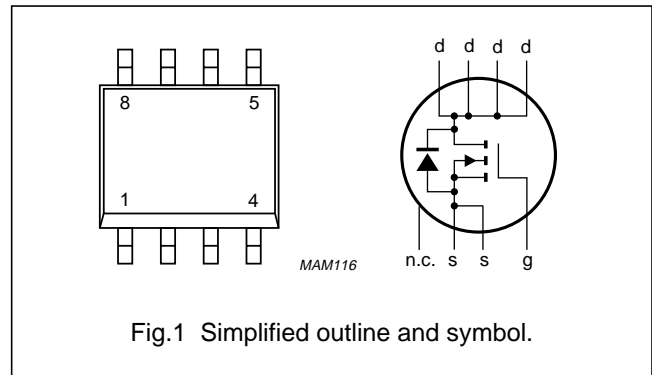 d d d d
8 5
1 4
MAM116
n.c. s s g
Fig.1 Simplified outline and symbol.